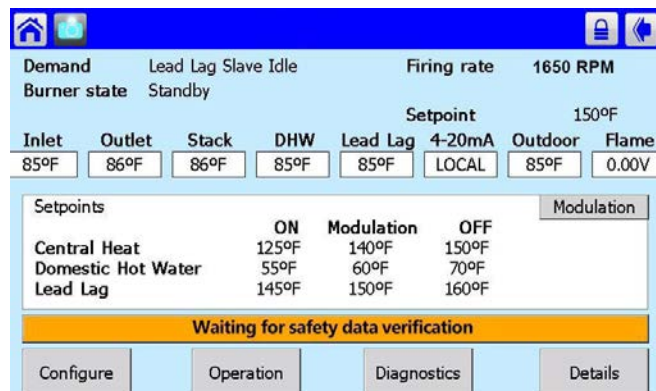 Demand Lead Lag Slave Idle Firing rate 1650 RPM
Burner state Standby
Setpoint 150ºF
Inlet Outlet Stack DHW Lead Lag 4-20mA Outdoor Flame
85ºF 86ºF 86ºF 85ºF 85ºF LOCAL 85ºF 0.00V
Setpoints Modulation
ON Modulation OFF
Central Heat 125ºF 140ºF 150ºF
Domestic Hot Water 55ºF 60ºF 70ºF
Lead Lag 145ºF 150ºF 160ºF
Waiting for safety data verification
Configure Operation Diagnostics Details